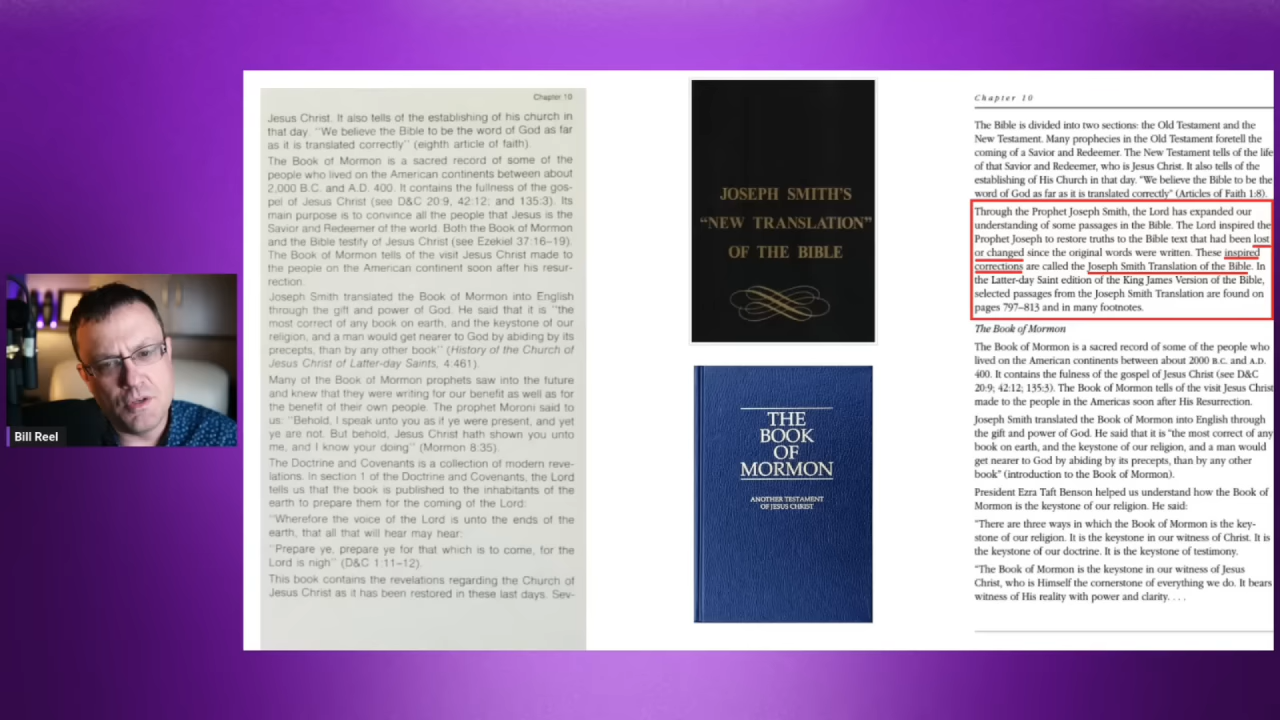 Chapter 10
Jesus Christ. It also tells of the establishing of his church in
that day. "We believe the Bible to be the word of God as far
as it is translated correctly" (eighth article of faith).
The Book of Mormon is a sacred record of some of the
people who lived on the American continents between about
2,000 B.C. and A.D. 400. It contains the fullness of the gos-
pel of Jesus Christ (see D&C 20:9, 42:12; and 135:3). Its
main purpose is to convince all the people that Jesus is the
Savior and Redeemer of the world. Both the Book of Mormon
and the Bible testify of Jesus Christ (see Ezekiel 37:16–19).
The Book of Mormon tells of the visit Jesus Christ made to
the people on the American continent soon after his resur-
rection.
Joseph Smith translated the Book of Mormon into English
through the gift and power of God. He said that it is "the
most correct of any book on earth, and the keystone of our
religion, and a man would get nearer to God by abiding by its
precepts, than by any other book" (History of the Church of
Jesus Christ of Latter-day Saints, 4:461).
Many of the Book of Mormon prophets saw into the future
and knew that they were writing for our benefit as well as for
the benefit of their own people. The prophet Moroni said to
us: "Behold, I speak unto you as if ye were present, and yet
ye are not. But behold, Jesus Christ hath shown you unto
me, and I know your doing" (Mormon 8:35).
The Doctrine and Covenants is a collection of modern reve-
lations. In section 1 of the Doctrine and Covenants, the Lord
tells us that the book is published to the inhabitants of the
earth to prepare them for the coming of the Lord:
"Wherefore the voice of the Lord is unto the ends of the
earth, that all that will hear may hear:
"Prepare ye, prepare ye for that which is to come, for the
Lord is nigh" (D&C 1:11–12).
This book contains the revelations regarding the Church of
Jesus Christ as it has been restored in these last days. Sev-
JOSEPH SMITH'S
"NEW TRANSLATION"
OF THE BIBLE
THE
BOOK
OF
MORMON
ANOTHER TESTAMENT
OF JESUS CHRIST
Chapter 10
The Bible is divided into two sections: the Old Testament and the
New Testament. Many prophecies in the Old Testament foretell the
coming of a Savior and Redeemer. The New Testament tells of the life
of that Savior and Redeemer, who is Jesus Christ. It also tells of the
establishing of His Church in that day. "We believe the Bible to be the
word of God as far as it is translated correctly" (Articles of Faith 1:8).
Through the Prophet Joseph Smith, the Lord has expanded our
understanding of some passages in the Bible. The Lord inspired the
Prophet Joseph to restore truths to the Bible text that had been lost
or changed since the original words were written. These inspired
corrections are called the Joseph Smith Translation of the Bible. In
the Latter-day Saint edition of the King James Version of the Bible,
selected passages from the Joseph Smith Translation are found on
pages 797–813 and in many footnotes.
The Book of Mormon
The Book of Mormon is a sacred record of some of the people who
lived on the American continents between about 2000 B.C. and A.D.
400. It contains the fulness of the gospel of Jesus Christ (see D&C
20:9; 42:12; 135:3). The Book of Mormon tells of the visit Jesus Christ
made to the people in the Americas soon after His Resurrection.
Joseph Smith translated the Book of Mormon into English through
the gift and power of God. He said that it is "the most correct of any
book on earth, and the keystone of our religion, and a man would
get nearer to God by abiding by its precepts, than by any other
book" (introduction to the Book of Mormon).
President Ezra Taft Benson helped us understand how the Book of
Mormon is the keystone of our religion. He said:
"There are three ways in which the Book of Mormon is the key-
stone of our religion. It is the keystone in our witness of Christ. It is
the keystone of our doctrine. It is the keystone of testimony.
"The Book of Mormon is the keystone in our witness of Jesus
Christ, who is Himself the cornerstone of everything we do. It bears
witness of His reality with power and clarity. . . .
Bill Reel